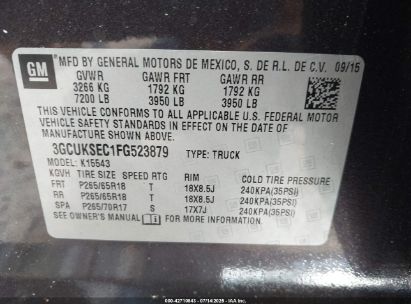 GM
MFD BY GENERAL MOTORS DE MEXICO, S. DE R.L. DE C.V. 09/15
GVWR GAWR FRT GAWR RR
3266 KG 1792 KG 1792 KG
7200 LB 3950 LB 3950 LB
THIS VEHICLE CONFORMS TO ALL APPLICABLE U.S. FEDERAL MOTOR
VEHICLE SAFETY STANDARDS IN EFFECT ON THE DATE OF
MANUFACTURE SHOWN ABOVE.
3GCUKSEC1FG523879 TYPE: TRUCK
MODEL: K15543
KGVH TIRE SIZE SPEED RTG RIM COLD TIRE PRESSURE
FRT P265/65R18 T 18X8.5J 240KPA(35PSI)
RR P265/65R18 T 18X8.5J 240KPA(35PSI)
SPA P265/70R17 S 17X7J 240KPA(35PSI)
SEE OWNER'S MANUAL FOR ADDITIONAL INFORMATION.